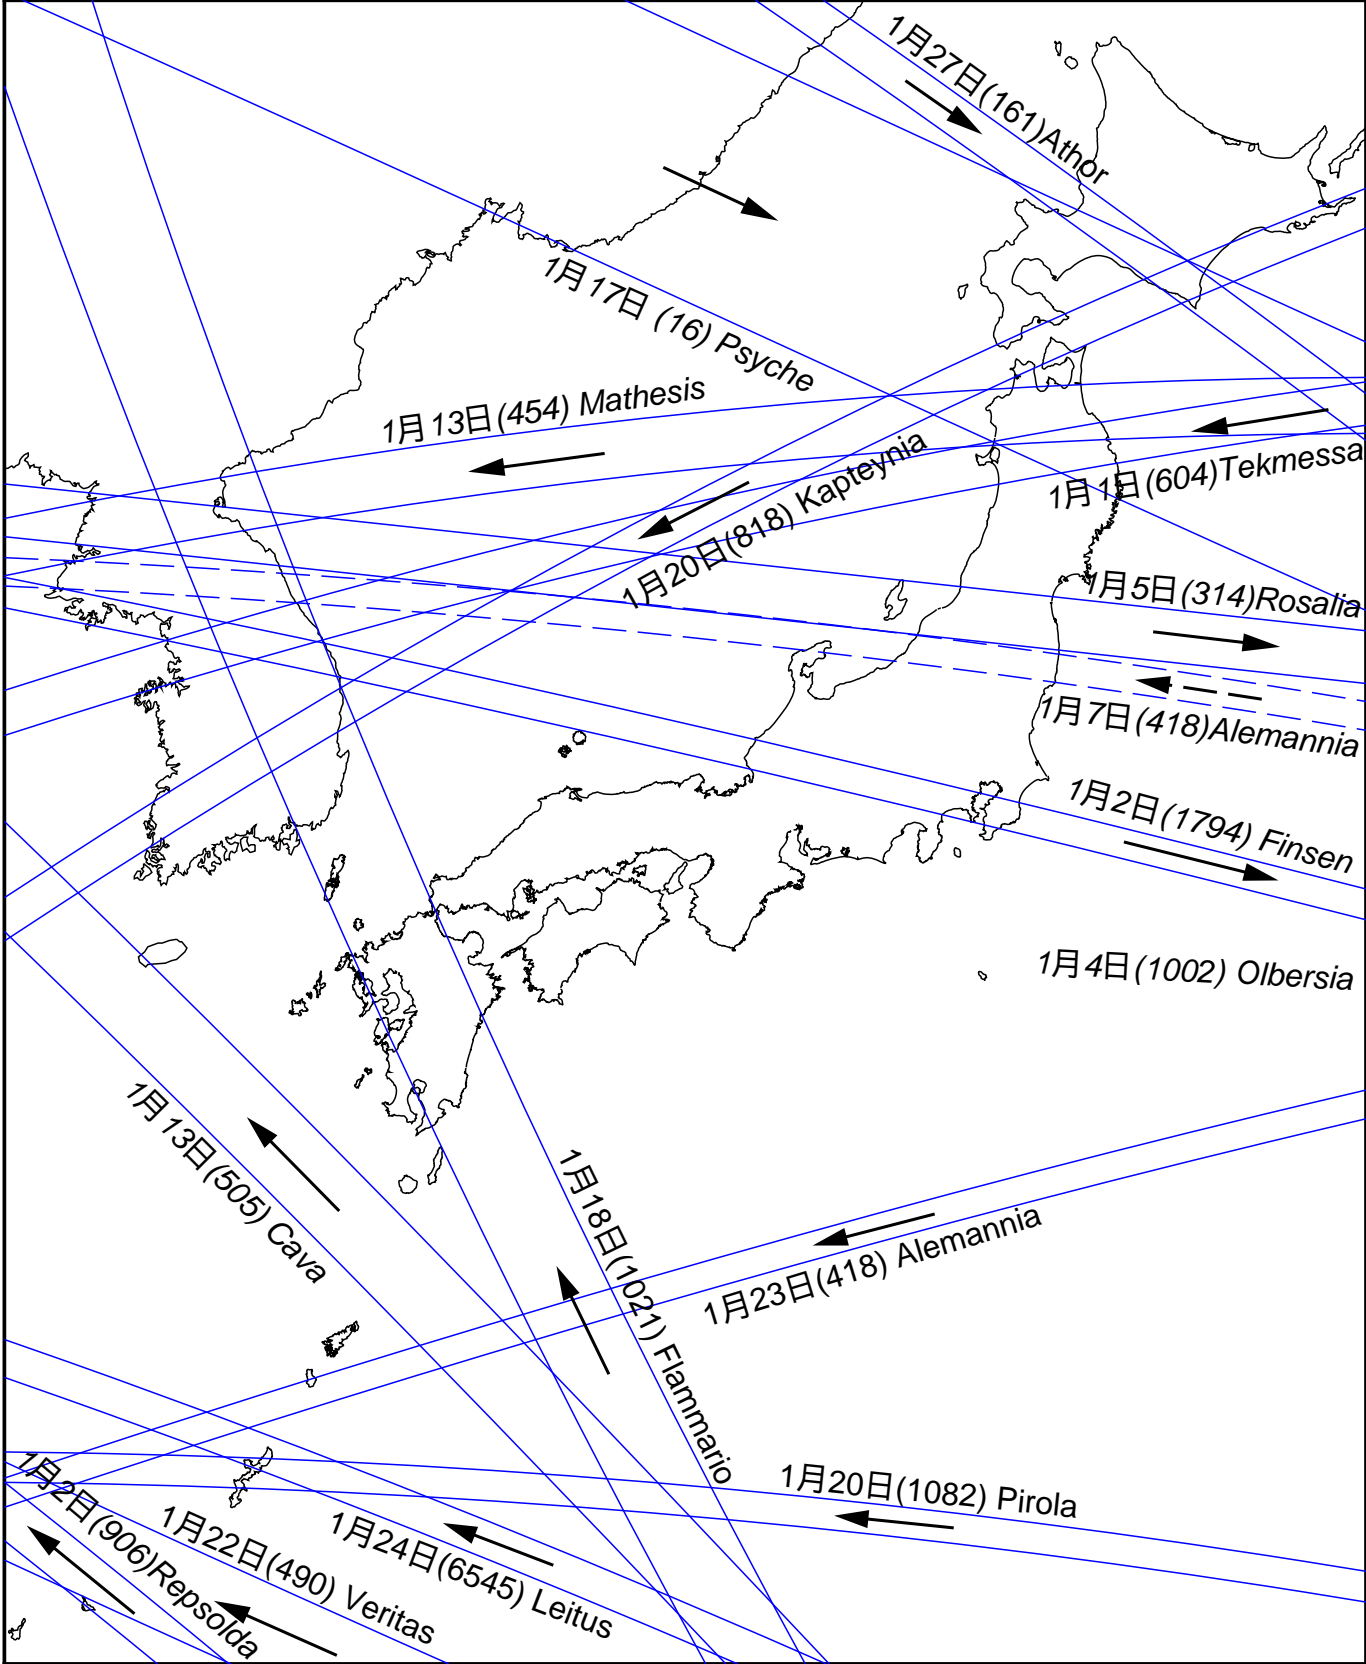 1月27日(161)Athor
1月17日 (16) Psyche
1月13日(454) Mathesis
1月20日(818) Kapteynia
1月1日(604)Tekmessa
1月5日(314)Rosalia
1月7日(418)Alemannia
1月2日(1794) Finsen
1月4日(1002) Olbersia
1月13日(505) Cava
1月18日(1021) Flammario
1月23日(418) Alemannia
1月20日(1082) Pirola
1月2日(906)Repsolda
1月22日(490) Veritas
1月24日(6545) Leitus